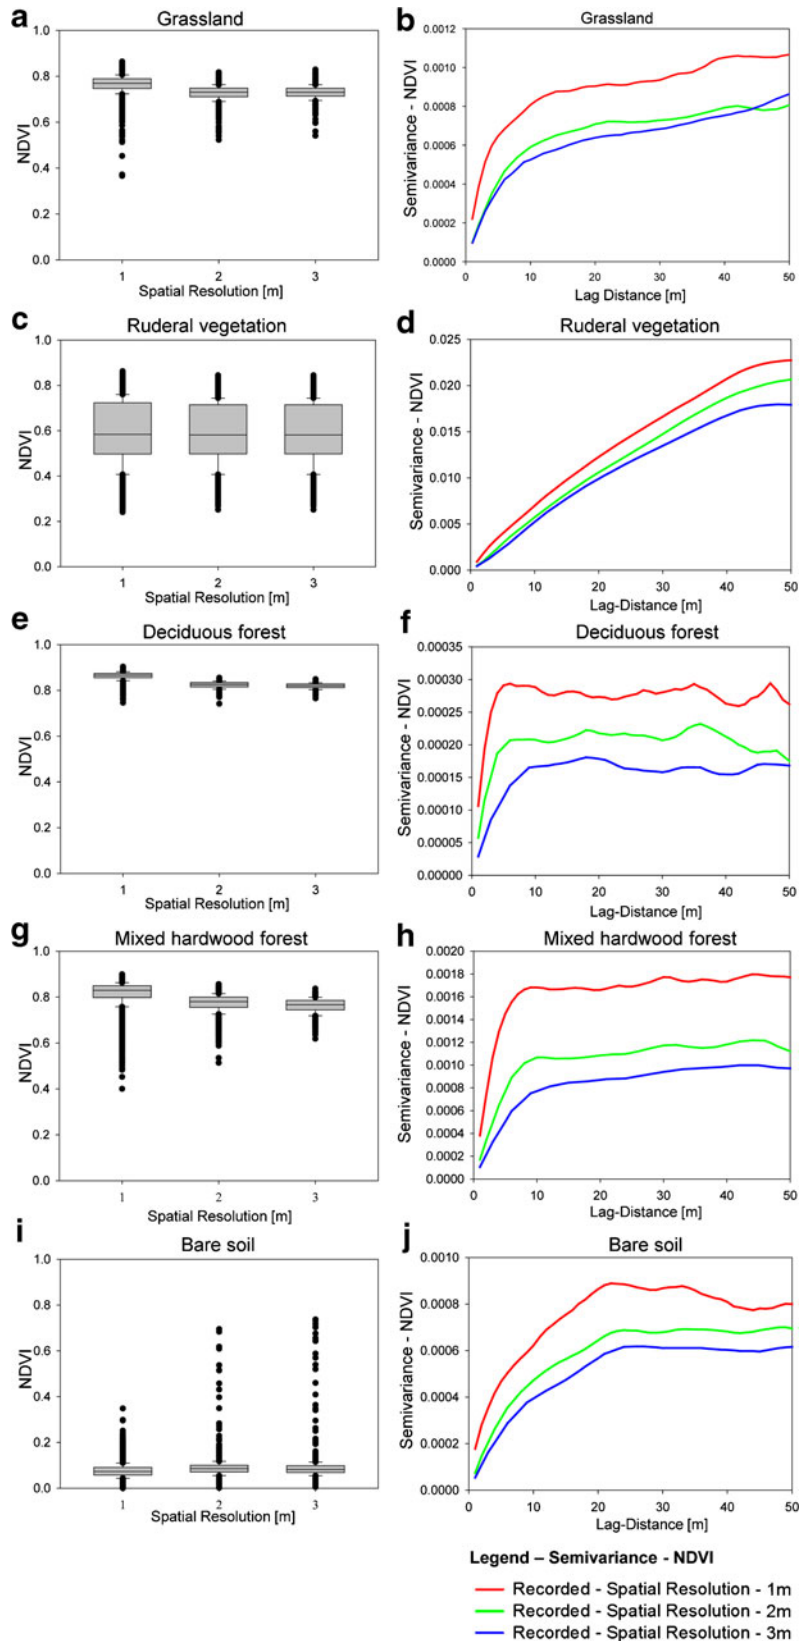 a
Grassland
1.0
0.8
0.6
0.4
0.2
0.0
NDVI
1 2 3
Spatial Resolution [m]
b
Grassland
0.0012
0.0010
0.0008
0.0006
0.0004
0.0002
0.0000
Semivariance - NDVI
0 10 20 30 40 50
Lag Distance [m]
c
Ruderal vegetation
1.0
0.8
0.6
0.4
0.2
0.0
NDVI
1 2 3
Spatial Resolution [m]
d
Ruderal vegetation
0.025
0.020
0.015
0.010
0.005
0.000
Semivariance - NDVI
0 10 20 30 40 50
Lag-Distance [m]
e
Deciduous forest
1.0
0.8
0.6
0.4
0.2
0.0
NDVI
1 2 3
Spatial Resolution [m]
f
Deciduous forest
0.00035
0.00030
0.00025
0.00020
0.00015
0.00010
0.00005
0.00000
Semivariance - NDVI
0 10 20 30 40 50
Lag-Distance [m]
g
Mixed hardwood forest
1.0
0.8
0.6
0.4
0.2
0.0
NDVI
1 2 3
Spatial Resolution [m]
h
Mixed hardwood forest
0.0020
0.0018
0.0016
0.0014
0.0012
0.0010
0.0008
0.0006
0.0004
0.0002
0.0000
Semivariance - NDVI
0 10 20 30 40 50
Lag-Distance [m]
i
Bare soil
1.0
0.8
0.6
0.4
0.2
0.0
NDVI
1 2 3
Spatial Resolution [m]
j
Bare soil
0.0010
0.0008
0.0006
0.0004
0.0002
0.0000
Semivariance - NDVI
0 10 20 30 40 50
Lag-Distance [m]
Legend – Semivariance - NDVI
Recorded - Spatial Resolution - 1m
Recorded - Spatial Resolution - 2m
Recorded - Spatial Resolution - 3m